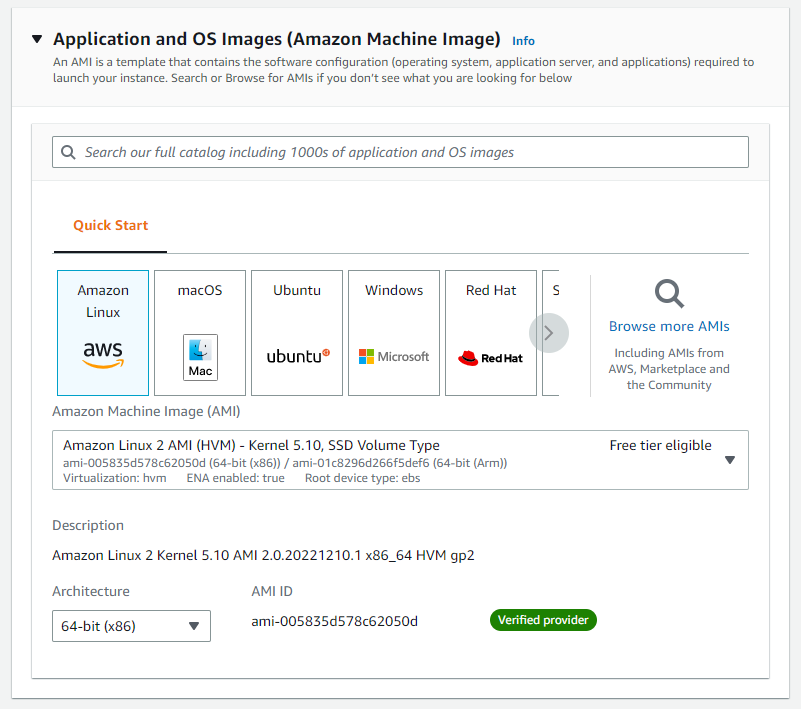 Application and OS Images (Amazon Machine Image) Info
An AMI is a template that contains the software configuration (operating system, application server, and applications) required to
launch your instance. Search or Browse for AMIs if you don't see what you are looking for below
Search our full catalog including 1000s of application and OS images
Quick Start
Amazon
Linux
aws
macOS
Mac
Ubuntu
ubuntu
Windows
Microsoft
Red Hat
Red Hat
S
Browse more AMIs
Including AMIs from
AWS, Marketplace and
the Community
Amazon Machine Image (AMI)
Amazon Linux 2 AMI (HVM) - Kernel 5.10, SSD Volume Type
Free tier eligible
ami-005835d578c62050d (64-bit (x86)) / ami-01c8296d266f5def6 (64-bit (Arm))
Virtualization: hvm ENA enabled: true Root device type: ebs
Description
Amazon Linux 2 Kernel 5.10 AMI 2.0.20221210.1 x86_64 HVM gp2
Architecture
AMI ID
64-bit (x86)
ami-005835d578c62050d
Verified provider